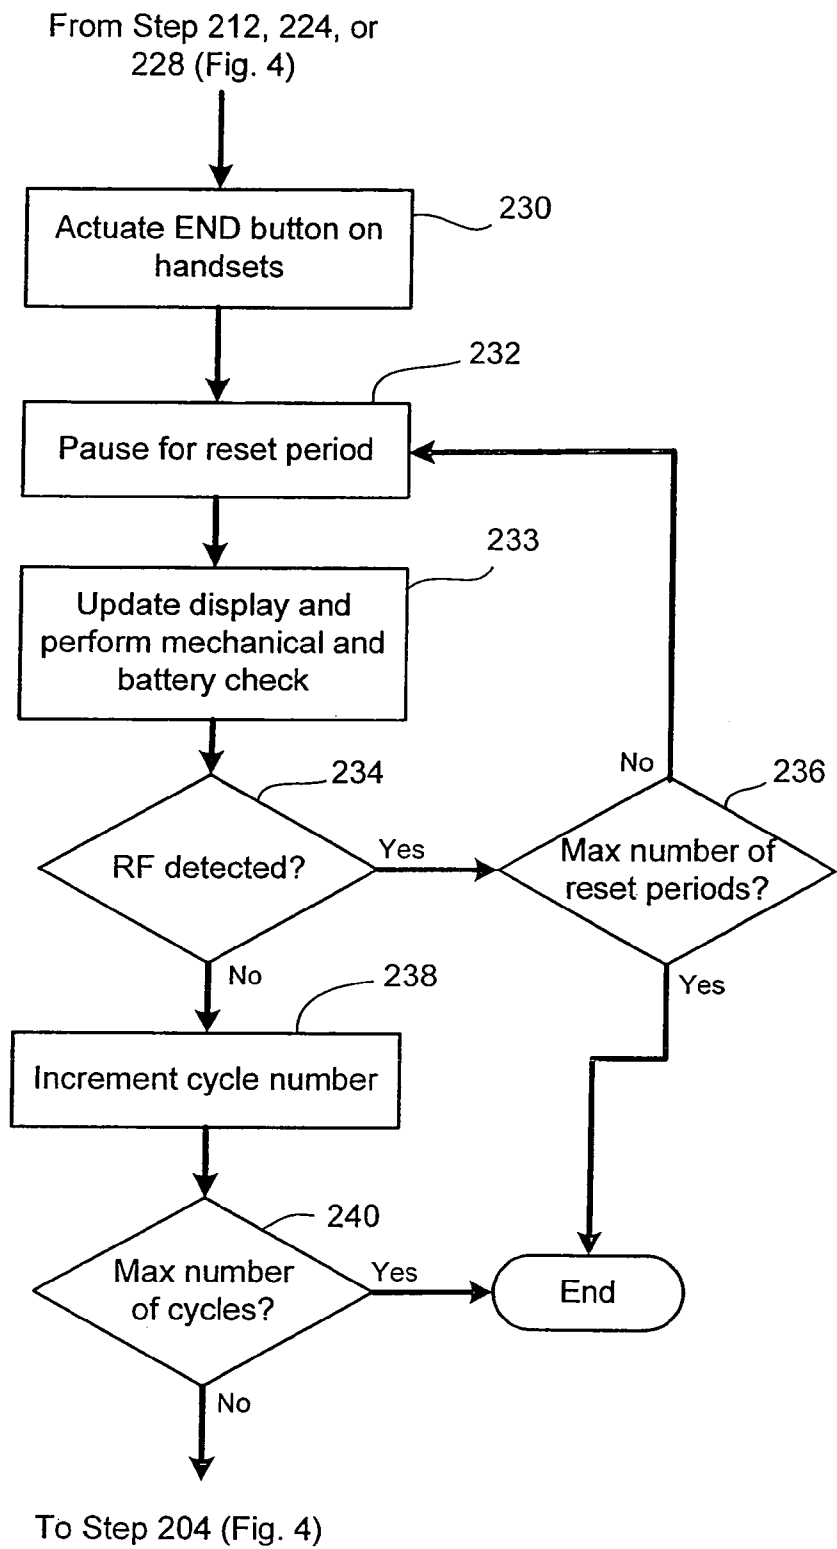 From Step 212, 224, or
228 (Fig. 4)
Actuate END button on
handsets
230
232
Pause for reset period
233
Update display and
perform mechanical and
battery check
234
RF detected?
Yes
No
236
Max number of
reset periods?
No
Yes
238
Increment cycle number
240
Max number
of cycles?
Yes
End
No
To Step 204 (Fig. 4)